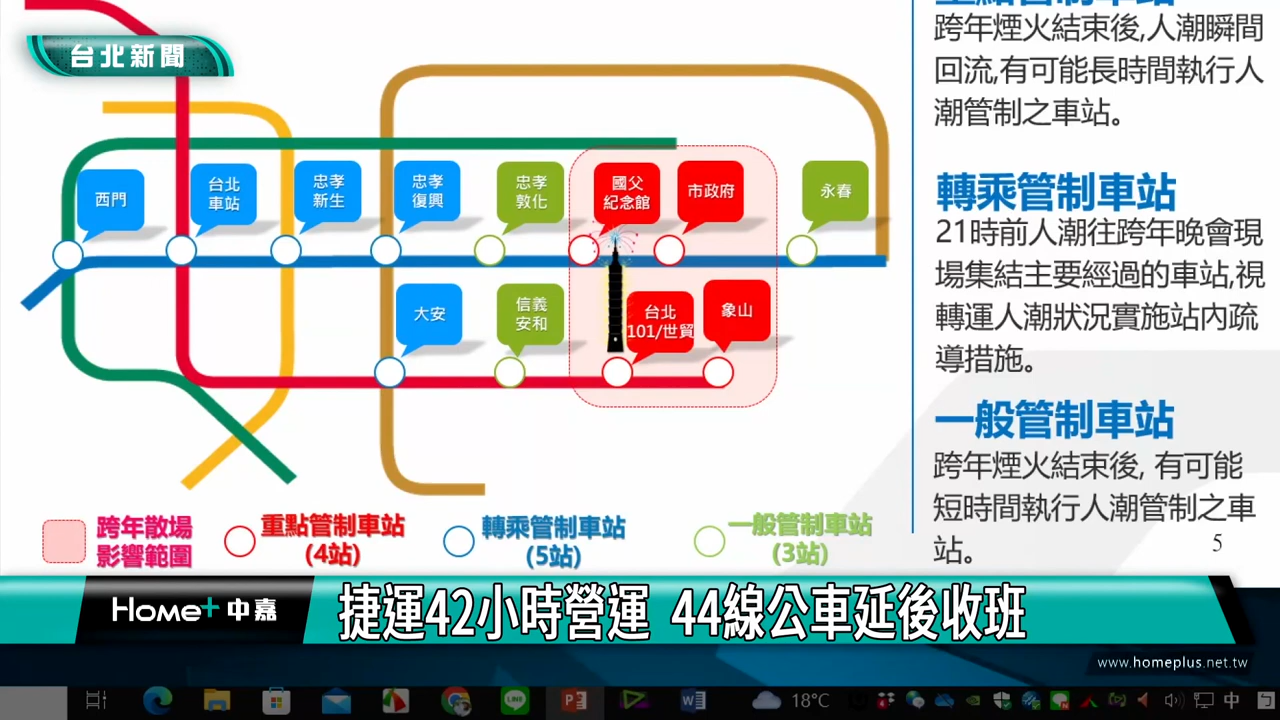 台北新聞
重點管制車站
跨年煙火結束後,人潮瞬間
回流,有可能長時間執行人
潮管制之車站。
轉乘管制車站
21時前人潮往跨年晚會現
場集結主要經過的車站,視
轉運人潮狀況實施站內疏
導措施。
一般管制車站
跨年煙火結束後, 有可能
短時間執行人潮管制之車
站。
5
西門
台北
車站
忠孝
新生
忠孝
復興
忠孝
敦化
國父
紀念館
市政府
永春
大安
信義
安和
台北
101/世貿
象山
跨年散場
影響範圍
重點管制車站
(4站)
轉乘管制車站
(5站)
一般管制車站
(3站)
Home+中嘉
捷運42小時營運 44線公車延後收班
www.homeplus.net.tw
18°C
中